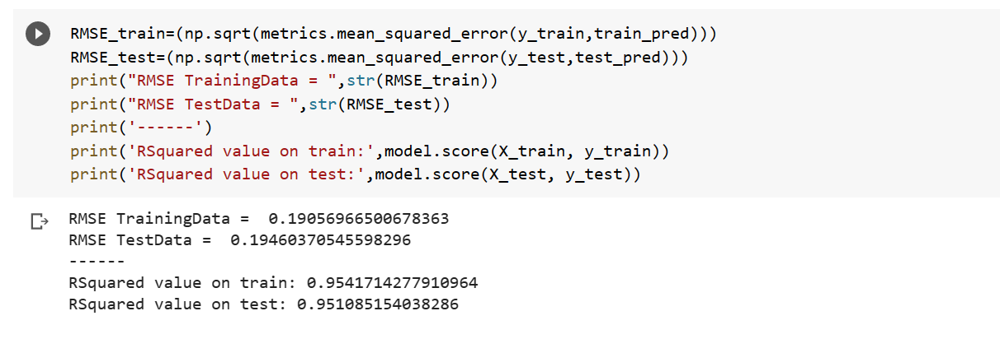 RMSE_train=(np.sqrt(metrics.mean_squared_error(y_train,train_pred)))
RMSE_test=(np.sqrt(metrics.mean_squared_error(y_test,test_pred)))
print("RMSE TrainingData = ",str(RMSE_train))
print("RMSE TestData = ",str(RMSE_test))
print('------')
print('RSquared value on train:',model.score(X_train, y_train))
print('RSquared value on test:',model.score(X_test, y_test))
RMSE TrainingData =  0.19056966500678363
RMSE TestData =  0.19460370545598296
------
RSquared value on train: 0.9541714277910964
RSquared value on test: 0.951085154038286